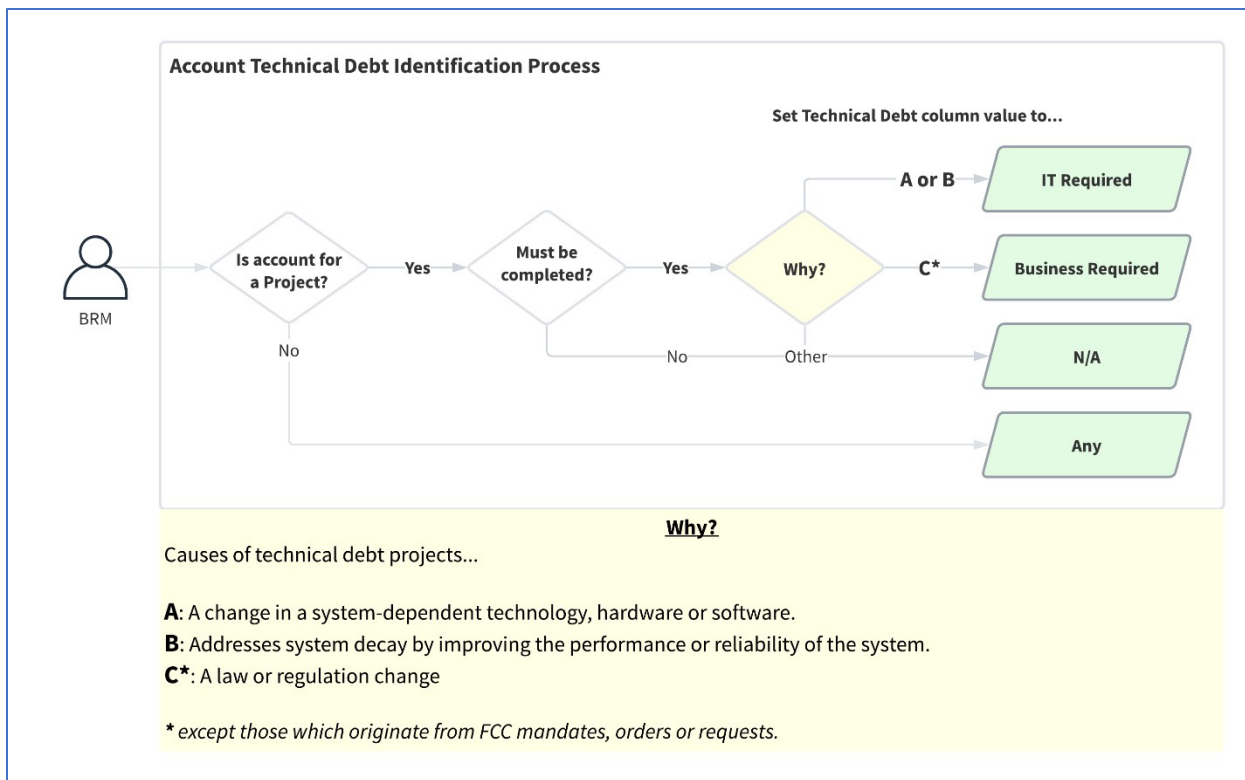 Account Technical Debt Identification Process
Set Technical Debt column value to...
A or B
IT Required
BRM
Is account for
a Project?
Yes
Must be
completed?
Yes
Why?
C*
Business Required
No
No
Other
N/A
Any
Why?
Causes of technical debt projects...
A: A change in a system-dependent technology, hardware or software.
B: Addresses system decay by improving the performance or reliability of the system.
C*: A law or regulation change
* except those which originate from FCC mandates, orders or requests.